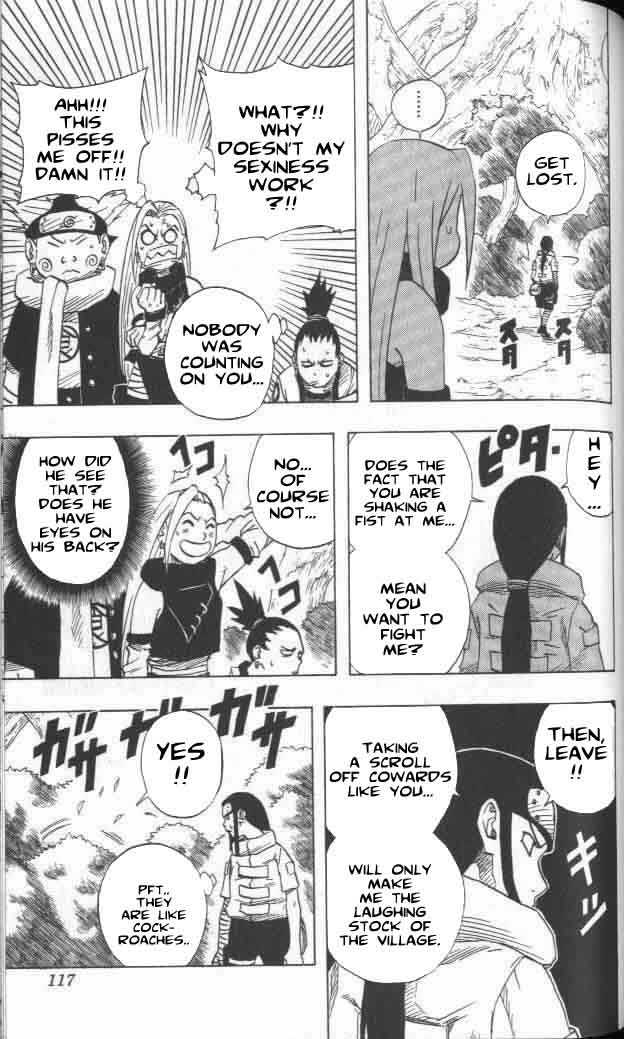 GET
LOST.
......
スタ
スタ
WHAT?!!
WHY
DOESN'T MY
SEXINESS
WORK
?!!
AHH!!!
THIS
PISSES
ME OFF!!
DAMN IT!!
NOBODY
WAS
COUNTING
ON YOU...
HEY
...
ピタ
DOES THE
FACT THAT
YOU ARE
SHAKING A
FIST AT ME...
MEAN
YOU
WANT TO
FIGHT
ME?
NO...
OF
COURSE
NOT...
ヘコ
ヘコ
HOW DID
HE SEE
THAT?
DOES HE
HAVE
EYES ON
HIS BACK?
THEN,
LEAVE
!!
キッ
TAKING
A SCROLL
OFF COWARDS
LIKE YOU...
WILL ONLY
MAKE
ME THE
LAUGHING
STOCK OF
THE VILLAGE.
YES
!!
ガサ
ガサ
ガサ
PFT..
THEY
ARE LIKE
COCK-
ROACHES..
117